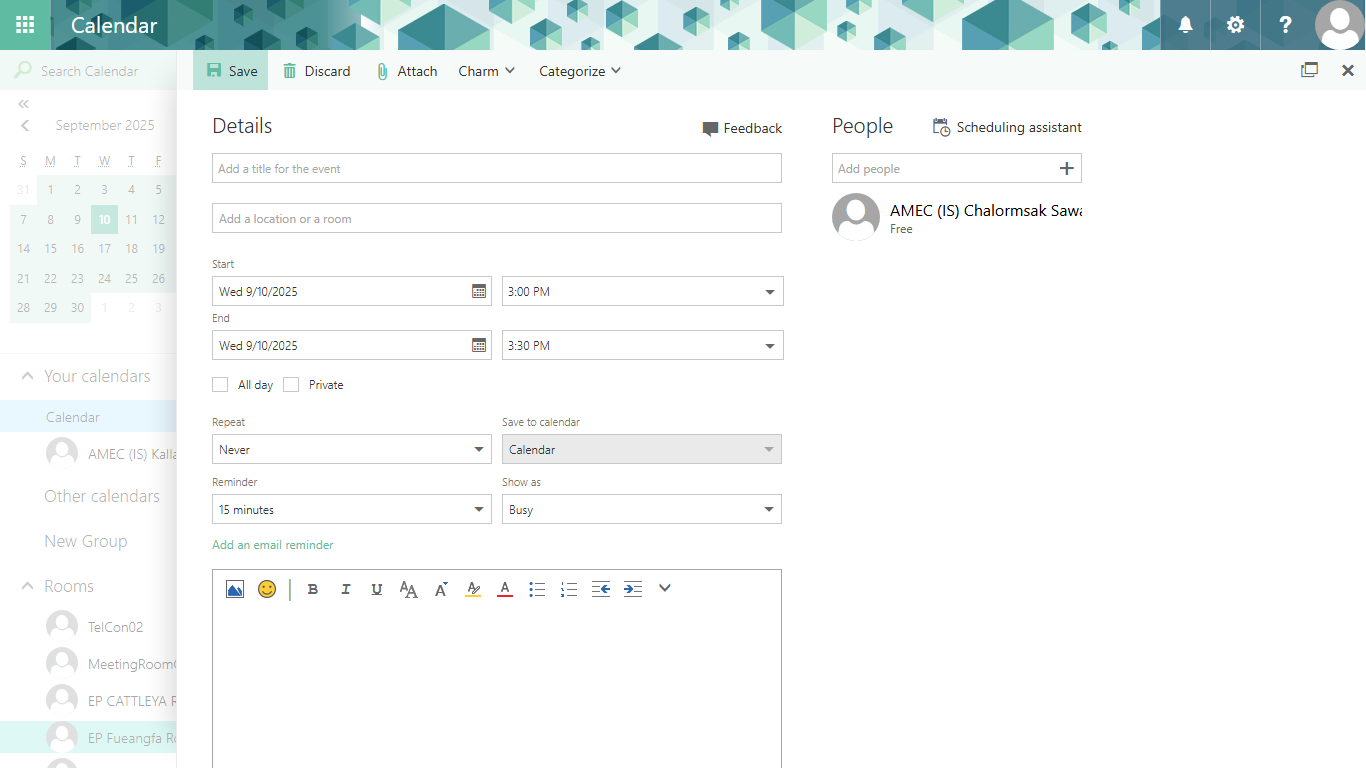 Calendar
?
Search Calendar
Save
Discard
Attach
Charm
Categorize
September 2025
S M T W T F
31 1 2 3 4 5
7 8 9 10 11 12
14 15 16 17 18 19
21 22 23 24 25 26
28 29 30 1 2 3
Your calendars
Calendar
AMEC (IS) Kalla
Other calendars
New Group
Rooms
TelCon02
MeetingRoom
EP CATTLEYA R
EP Fueangfa Ro
Details
Feedback
Add a title for the event
Add a location or a room
Start
Wed 9/10/2025
3:00 PM
End
Wed 9/10/2025
3:30 PM
All day
Private
Repeat
Save to calendar
Never
Calendar
Reminder
Show as
15 minutes
Busy
Add an email reminder
B I U AA A A
People
Scheduling assistant
Add people
AMEC (IS) Chalormsak Sawa
Free